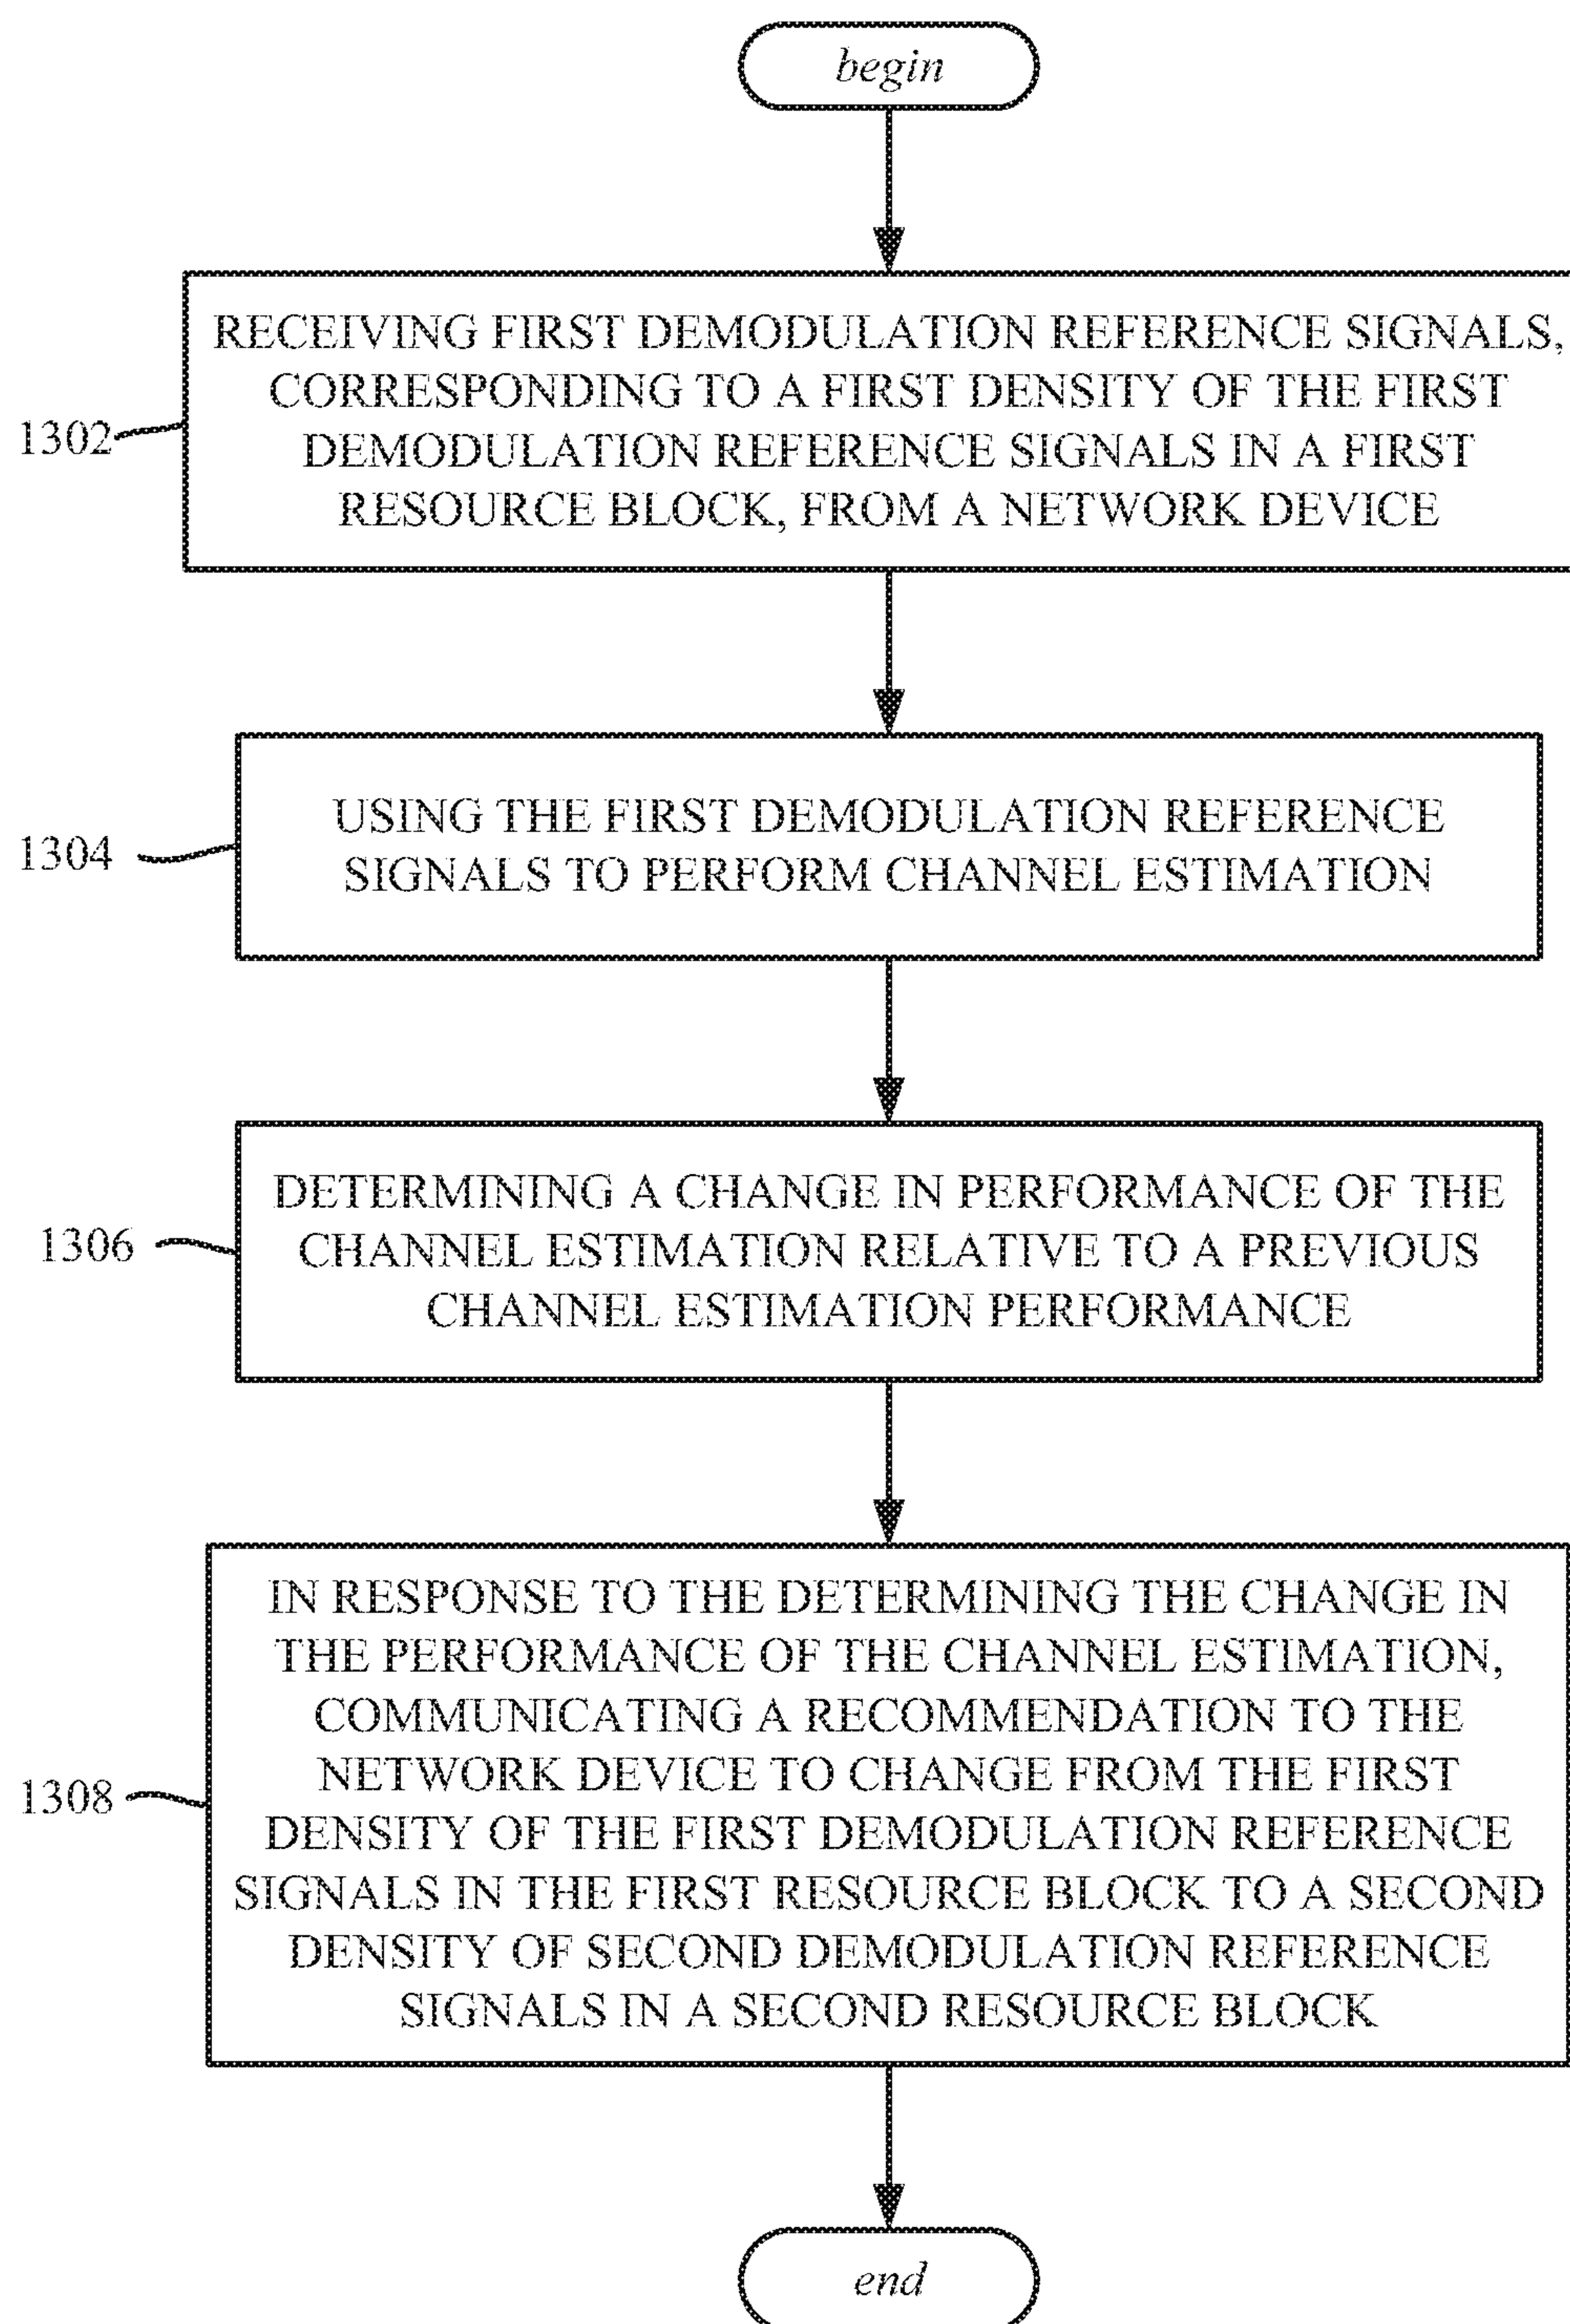 begin
RECEIVING FIRST DEMODULATION REFERENCE SIGNALS,
CORRESPONDING TO A FIRST DENSITY OF THE FIRST
DEMODULATION REFERENCE SIGNALS IN A FIRST
RESOURCE BLOCK, FROM A NETWORK DEVICE
1302
USING THE FIRST DEMODULATION REFERENCE
SIGNALS TO PERFORM CHANNEL ESTIMATION
1304
DETERMINING A CHANGE IN PERFORMANCE OF THE
CHANNEL ESTIMATION RELATIVE TO A PREVIOUS
CHANNEL ESTIMATION PERFORMANCE
1306
IN RESPONSE TO THE DETERMINING THE CHANGE IN
THE PERFORMANCE OF THE CHANNEL ESTIMATION,
COMMUNICATING A RECOMMENDATION TO THE
NETWORK DEVICE TO CHANGE FROM THE FIRST
DENSITY OF THE FIRST DEMODULATION REFERENCE
SIGNALS IN THE FIRST RESOURCE BLOCK TO A SECOND
DENSITY OF SECOND DEMODULATION REFERENCE
SIGNALS IN A SECOND RESOURCE BLOCK
1308
end